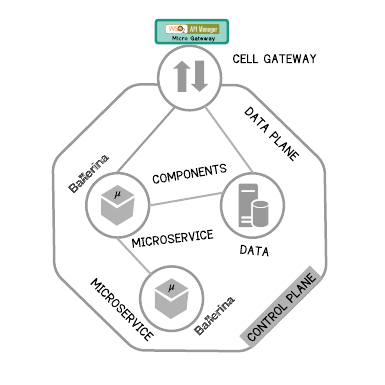 WSO2 API Manager
Micro Gateway
CELL GATEWAY
DATA PLANE
Ballerina
COMPONENTS
μ
MICROSERVICE
DATA
MICROSERVICE
μ
Ballerina
CONTROL PLANE